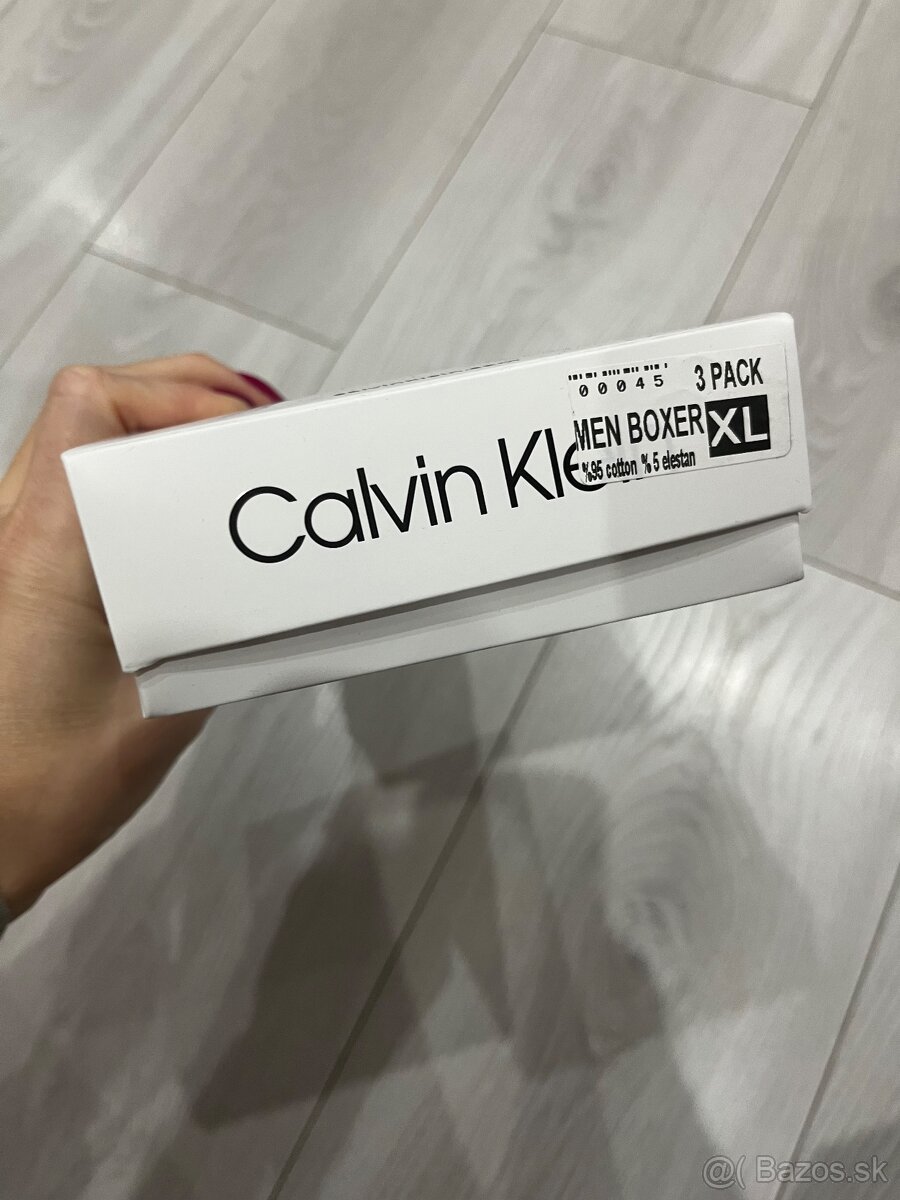 00045 3 PACK
MEN BOXER XL
%95 cotton %5 elestan
Calvin Kle
@( Bazos.sk